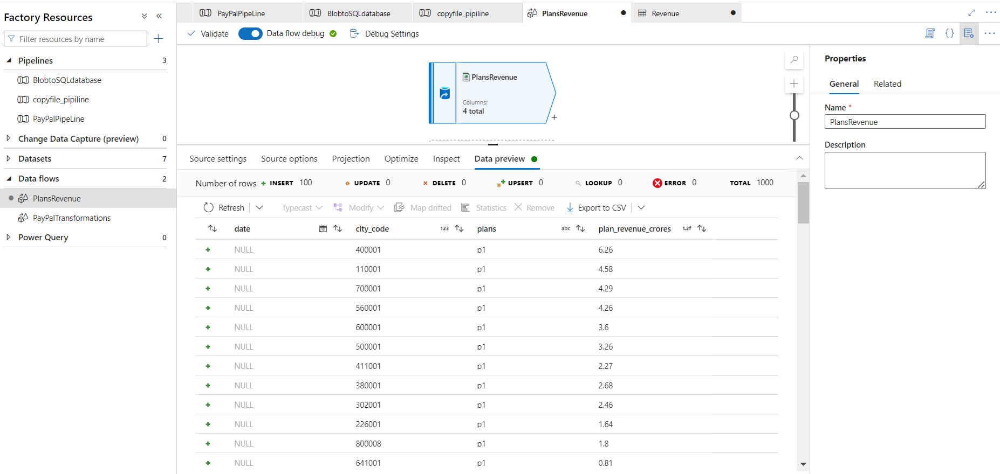 Factory Resources
Filter resources by name
Pipelines 3
BlobtoSQLdatabase
copyfile_pipiline
PayPalPipeLine
Change Data Capture (preview) 0
Datasets 7
Data flows 2
PlansRevenue
PayPalTransformations
Power Query 0
PayPalPipeLine BlobtoSQLdatabase copyfile_pipiline PlansRevenue Revenue
Validate Data flow debug Debug Settings
PlansRevenue
Columns:
4 total
Source settings Source options Projection Optimize Inspect Data preview
Number of rows INSERT 100 UPDATE 0 DELETE 0 UPSERT 0 LOOKUP 0 ERROR 0 TOTAL 1000
Refresh Typecast Modify Map drifted Statistics Remove Export to CSV
date 12 city_code 123 plans abc plan_revenue_crores 1.2f
NULL 400001 p1 6.26
NULL 110001 p1 4.58
NULL 700001 p1 4.29
NULL 560001 p1 4.26
NULL 600001 p1 3.6
NULL 500001 p1 3.26
NULL 411001 p1 2.27
NULL 380001 p1 2.68
NULL 302001 p1 2.46
NULL 226001 p1 1.64
NULL 800008 p1 1.8
NULL 641001 p1 0.81
Properties
General Related
Name *
PlansRevenue
Description